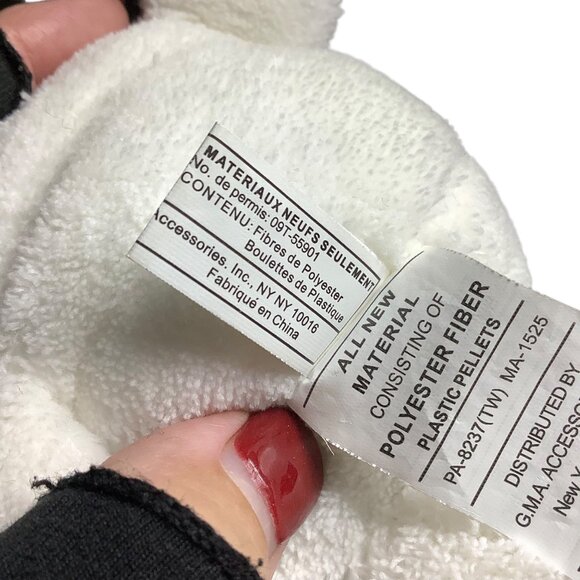 MATERIAUX NEUFS SEULEMENT
No. de permis: 09T-55901
CONTENU: Fibres de Polyester
Boulettes de Plastique
Accessories, Inc., NY NY 10016
Fabriqué en China
ALL NEW
MATERIAL
CONSISTING OF
POLYESTER FIBER
PLASTIC PELLETS
PA-8237(TW) MA-1525
DISTRIBUTED BY
G.M.A. ACCESSO
New